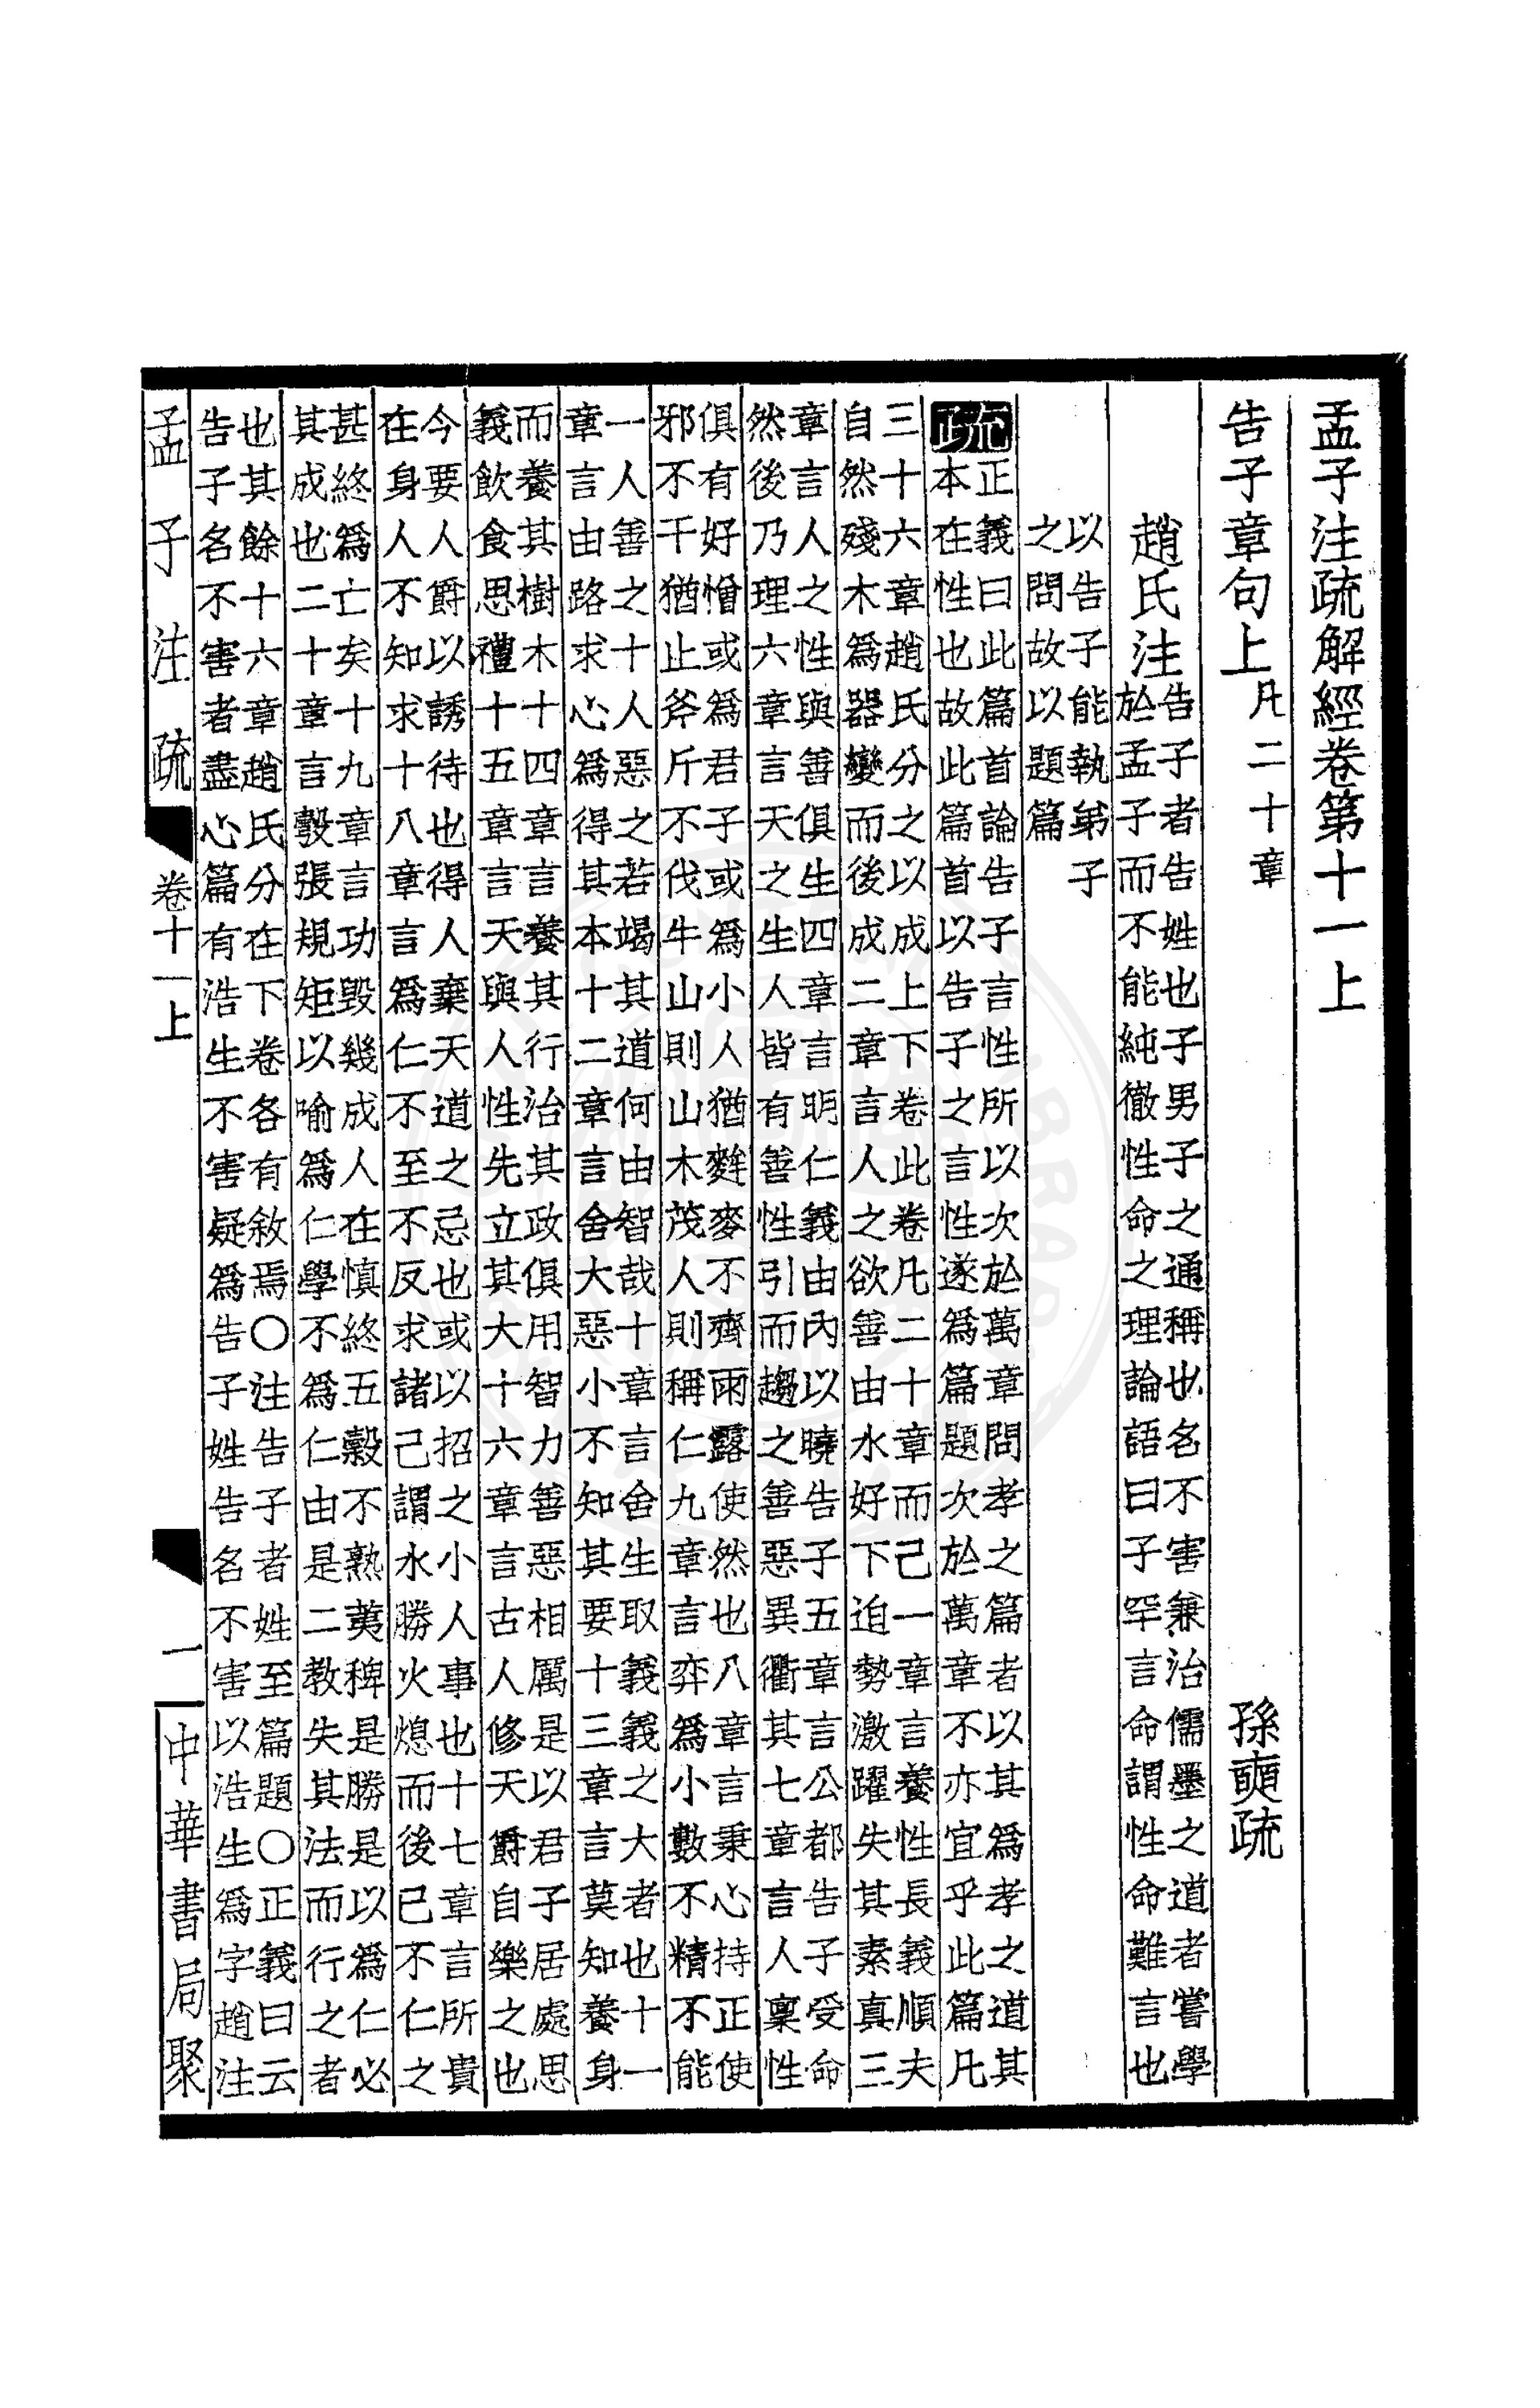 孟子注疏解經卷第十一上
告子章句上 凡二十章 孫奭疏
趙氏注 告子者告姓也子男子之通稱也名不害兼治儒墨之道者嘗學
於孟子而不能純徹性命之理論語曰子罕言命謂性命難言也
以告子能執弟子
之問故以題篇
疏 正義曰此篇首論告子言性所以次於萬章問孝之篇者以其爲孝之道其
本在性也故此篇首以告子之言性遂爲篇題次於萬章不亦宜乎此篇凡
三十六章趙氏分之以成上下卷此卷凡二十章而已一章言養性長義順夫
自然殘木爲器變而後成二章言人之欲善由水好下迫勢激躍失其素真三
章言人之性與善俱生四章言明仁義由內以曉告子五章言公都告子受命
然後乃理六章言天之生人皆有善性引而趨之善惡異衢其七章言人稟性
俱有好憎或爲君子或爲小人猶麰麥不齊雨露使然也八章言秉心持正使
邪不干猶止斧斤不伐牛山則山木茂人則稱仁九章言弈爲小數不精不能
一人善之十人惡之若竭其道何由智哉十章言舍生取義義之大者也十一
章言由路求心爲得其本十二章言舍大惡小不知其要十三章言莫知養身
而養其樹木十四章言養其行治其政俱用智力善惡相厲是以君子居處思
義飲食思禮十五章言天與人性先立其大十六章言古人修天爵自樂之也
今要人爵以誘待也得人棄天道之忌也或以招之小人事也十七章言所貴
在身人不知求十八章言爲仁不至不反求諸己謂水勝火熄而後已不仁之
甚終爲亡矣十九章言功毀幾成人在慎終五穀不熟荑稗是勝是以爲仁必
其成也二十章言彀張規矩以喻爲仁學不爲仁由是二教失其法而行之者
也其餘十六章趙氏分在下卷各有敘焉〇注告子者姓至篇題〇正義曰云
告子名不害者盡心篇有浩生不害疑爲告子姓告名不害以浩生爲字趙注
孟子注疏 卷十一上 一 中華書局聚